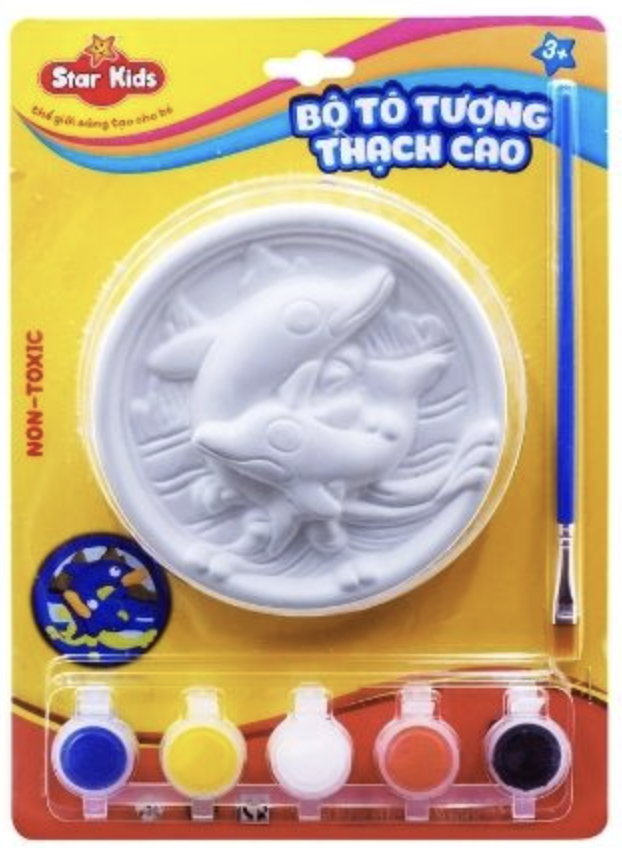 Star Kids
thế giới sáng tạo cho bé
3+
BỘ TÔ TƯỢNG
THẠCH CAO
NON-TOXIC